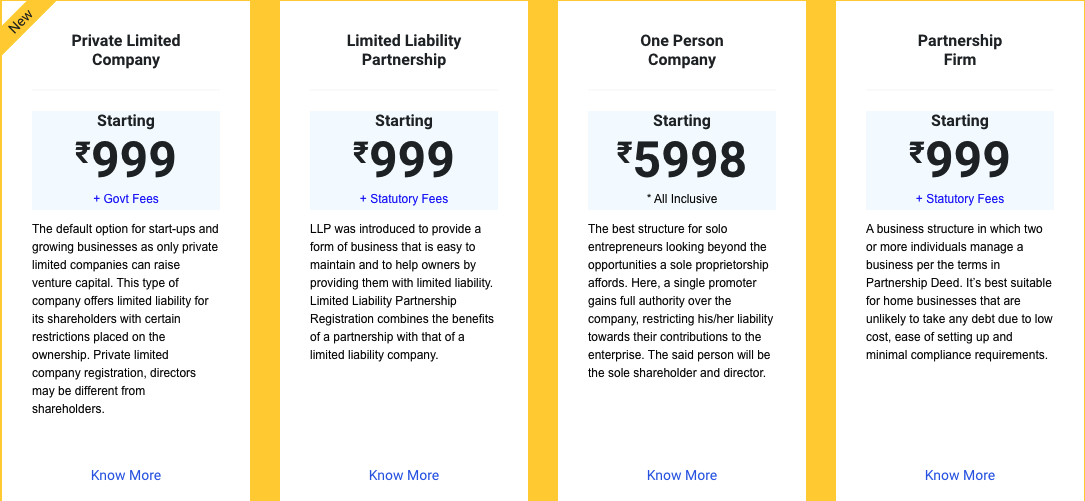 New
Private Limited
Company
Starting
₹999
+ Govt Fees
The default option for start-ups and
growing businesses as only private
limited companies can raise
venture capital. This type of
company offers limited liability for
its shareholders with certain
restrictions placed on the
ownership. Private limited
company registration, directors
may be different from
shareholders.
Know More
Limited Liability
Partnership
Starting
₹999
+ Statutory Fees
LLP was introduced to provide a
form of business that is easy to
maintain and to help owners by
providing them with limited liability.
Limited Liability Partnership
Registration combines the benefits
of a partnership with that of a
limited liability company.
Know More
One Person
Company
Starting
₹5998
* All Inclusive
The best structure for solo
entrepreneurs looking beyond the
opportunities a sole proprietorship
affords. Here, a single promoter
gains full authority over the
company, restricting his/her liability
towards their contributions to the
enterprise. The said person will be
the sole shareholder and director.
Know More
Partnership
Firm
Starting
₹999
+ Statutory Fees
A business structure in which two
or more individuals manage a
business per the terms in
Partnership Deed. It’s best suitable
for home businesses that are
unlikely to take any debt due to low
cost, ease of setting up and
minimal compliance requirements.
Know More